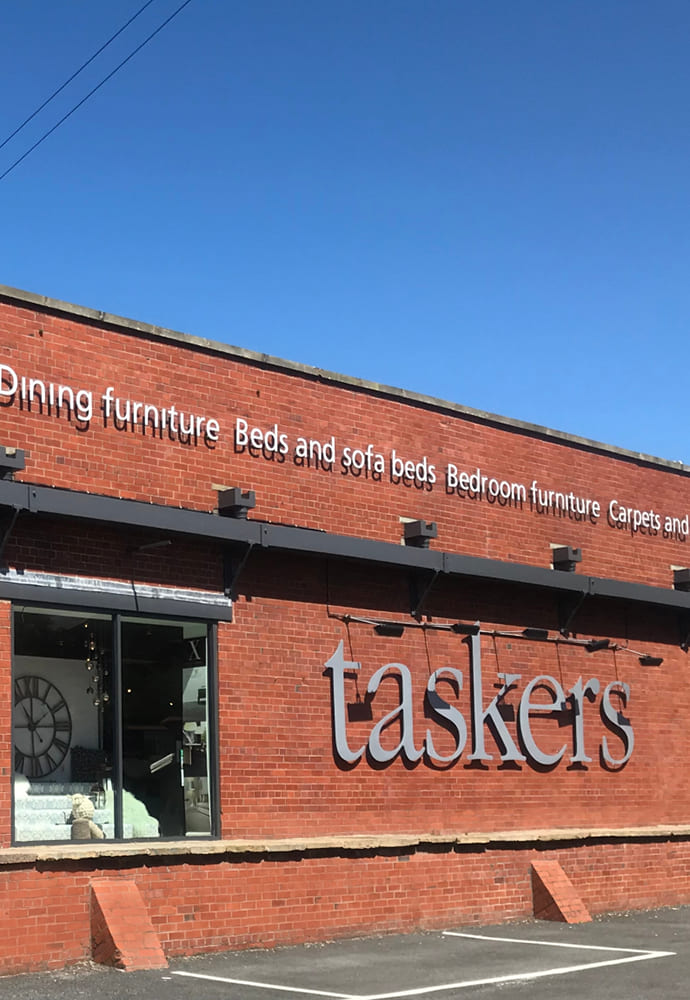 Dining furniture Beds and sofa beds Bedroom furniture Carpets and
taskers
X